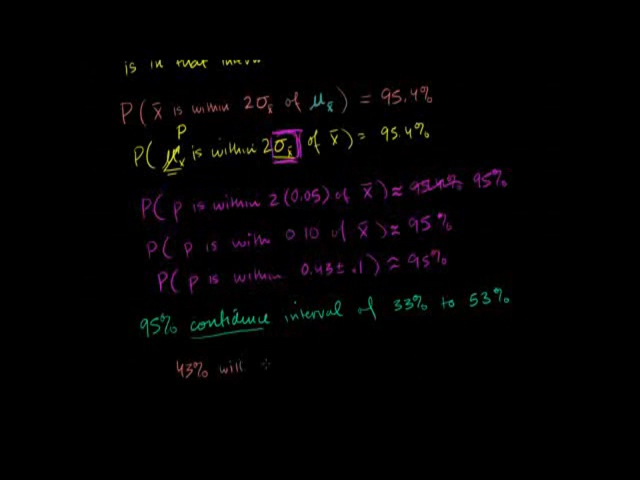 is in that
P( x̄ is within 2σx̄ of μx̄ ) = 95.4%
P
P( μx̄ is within 2σx̄ of x̄ ) = 95.4%
P( p is within 2(0.05) of x̄ ) ≈ 95.4% 95%
P( p is with 0.10 of x̄ ) ≈ 95%
P( p is within 0.43 ± .1 ) ≈ 95%
95% confidence interval of 33% to 53%
43% will